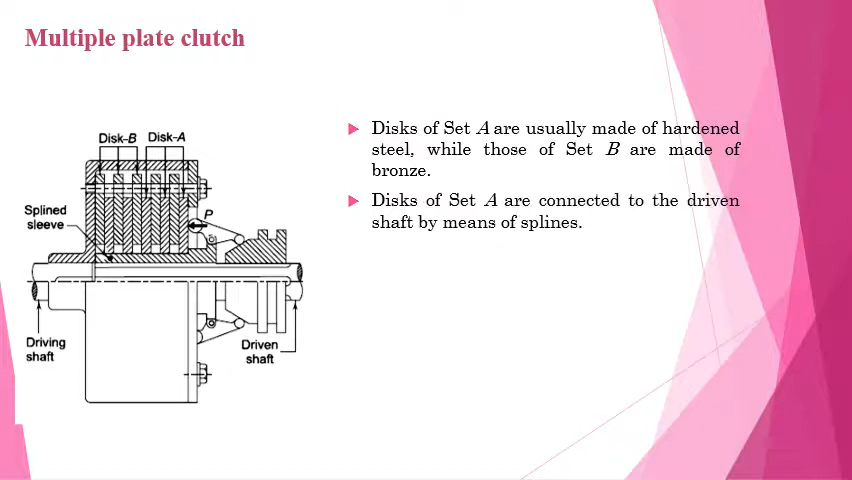 Multiple plate clutch
Disk-B Disk-A
Splined
sleeve
P
Driving
shaft
Driven
shaft
Disks of Set A are usually made of hardened
steel, while those of Set B are made of
bronze.
Disks of Set A are connected to the driven
shaft by means of splines.